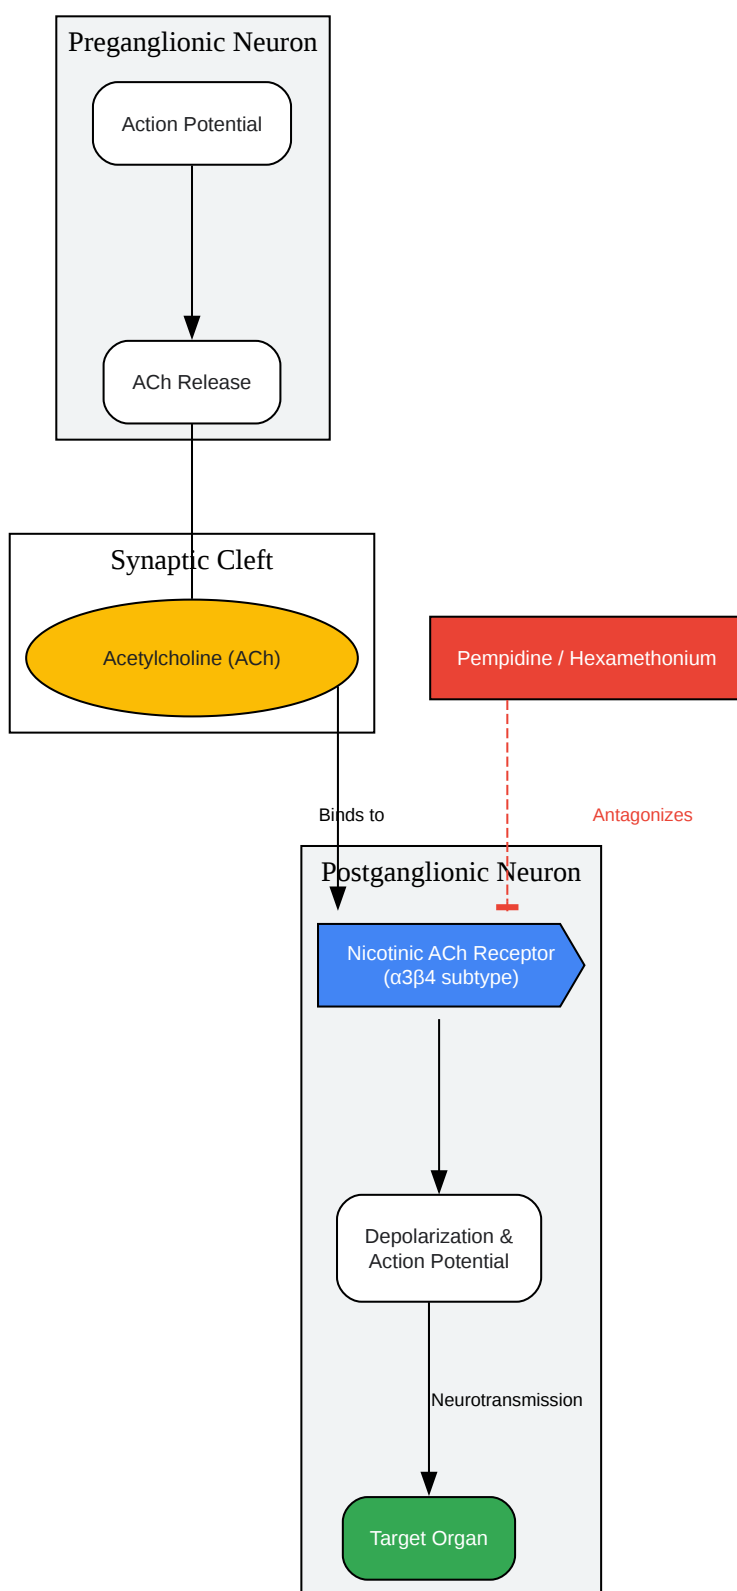 Preganglionic Neuron
Action Potential
ACh Release
Synaptic Cleft
Acetylcholine (ACh)
Pempidine / Hexamethonium
Binds to
Antagonizes
Postganglionic Neuron
Nicotinic ACh Receptor
(α3β4 subtype)
Depolarization &
Action Potential
Neurotransmission
Target Organ